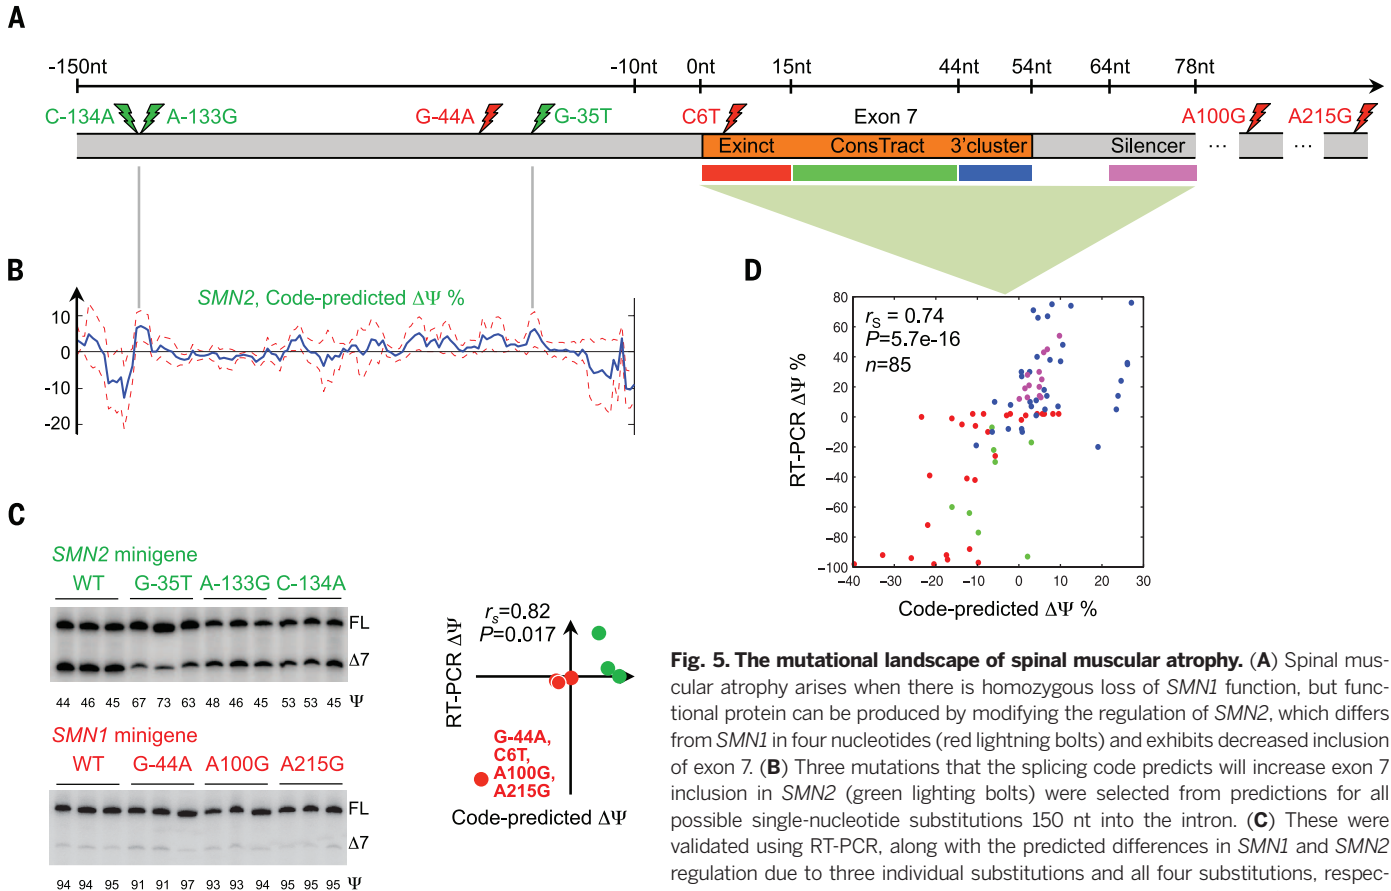 A
-150nt -10nt 0nt 15nt 44nt 54nt 64nt 78nt
C-134A A-133G G-44A G-35T C6T Exon 7 A100G A215G
Exinct ConsTract 3'cluster Silencer ... ...
B
SMN2, Code-predicted ΔΨ %
10
0
-10
-20
D
80
60
40
20
0
−20
−40
−60
−80
−100
−40 −30 −20 −10 0 10 20 30
rS = 0.74
P=5.7e-16
n=85
RT-PCR ΔΨ %
Code-predicted ΔΨ %
C
SMN2 minigene
WT G-35T A-133G C-134A
FL
Δ7
44 46 45 67 73 63 48 46 45 53 53 45 Ψ
SMN1 minigene
WT G-44A A100G A215G
FL
Δ7
94 94 95 91 91 97 93 93 94 95 95 95 Ψ
rs=0.82
P=0.017
RT-PCR ΔΨ
G-44A,
C6T,
A100G,
A215G
Code-predicted ΔΨ
Fig. 5. The mutational landscape of spinal muscular atrophy. (A) Spinal mus-
cular atrophy arises when there is homozygous loss of SMN1 function, but func-
tional protein can be produced by modifying the regulation of SMN2, which differs
from SMN1 in four nucleotides (red lightning bolts) and exhibits decreased inclusion
of exon 7. (B) Three mutations that the splicing code predicts will increase exon 7
inclusion in SMN2 (green lighting bolts) were selected from predictions for all
possible single-nucleotide substitutions 150 nt into the intron. (C) These were
validated using RT-PCR, along with the predicted differences in SMN1 and SMN2
regulation due to three individual substitutions and all four substitutions, respec-